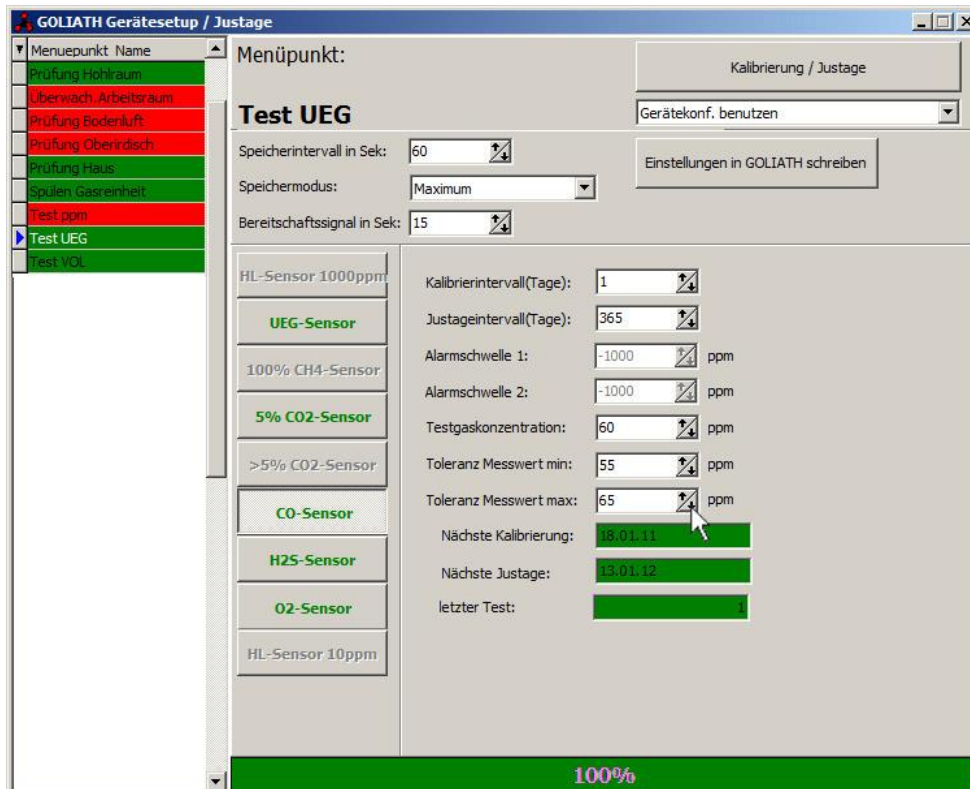 GOLIATH Gerätesetup / Justage
Menuepunkt Name
Prüfung Hohlraum
Überwach.Arbeitsraum
Prüfung Bodenluft
Prüfung Oberirdisch
Prüfung Haus
Spülen Gaseinheit
Test ppm
Test UEG
Test VOL
Menüpunkt:
Test UEG
Kalibrierung / Justage
Gerätekonf. benutzen
Einstellungen in GOLIATH schreiben
Speicherintervall in Sek: 60
Speichermodus: Maximum
Bereitschaftssignal in Sek: 15
HL-Sensor 1000ppm
UEG-Sensor
100% CH4-Sensor
5% CO2-Sensor
>5% CO2-Sensor
CO-Sensor
H2S-Sensor
O2-Sensor
HL-Sensor 10ppm
Kalibrierintervall(Tage): 1
Justageintervall(Tage): 365
Alarmschwelle 1: -1000 ppm
Alarmschwelle 2: -1000 ppm
Testgaskonzentration: 60 ppm
Toleranz Messwert min: 55 ppm
Toleranz Messwert max: 65 ppm
Nächste Kalibrierung: 18.01.11
Nächste Justage: 13.01.12
letzter Test: 1
100%